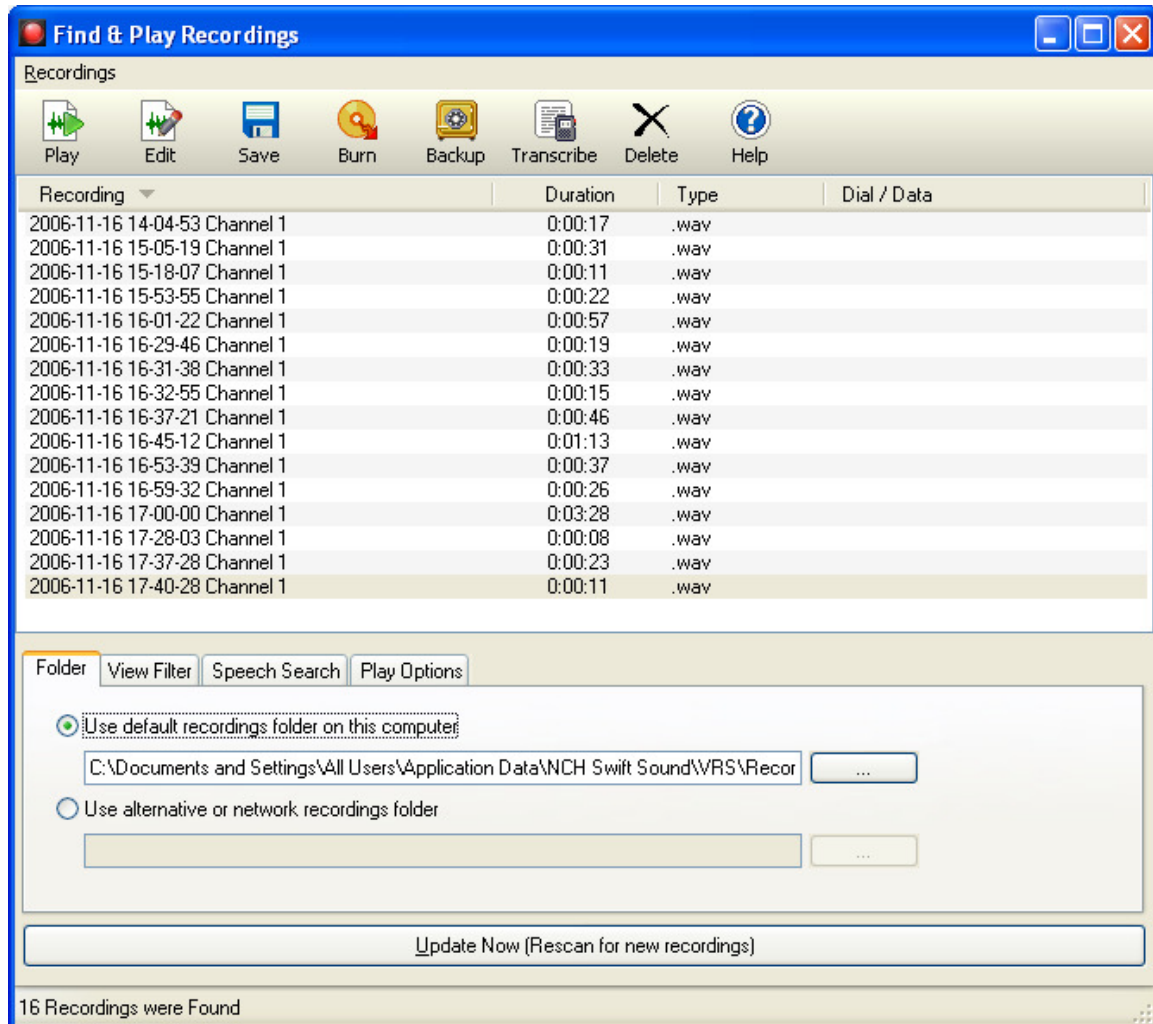 Find & Play Recordings
Recordings
Play Edit Save Burn Backup Transcribe Delete Help
Recording Duration Type Dial / Data
2006-11-16 14-04-53 Channel 1 0:00:17 .wav
2006-11-16 15-05-19 Channel 1 0:00:31 .wav
2006-11-16 15-18-07 Channel 1 0:00:11 .wav
2006-11-16 15-53-55 Channel 1 0:00:22 .wav
2006-11-16 16-01-22 Channel 1 0:00:57 .wav
2006-11-16 16-29-46 Channel 1 0:00:19 .wav
2006-11-16 16-31-38 Channel 1 0:00:33 .wav
2006-11-16 16-32-55 Channel 1 0:00:15 .wav
2006-11-16 16-37-21 Channel 1 0:00:46 .wav
2006-11-16 16-45-12 Channel 1 0:01:13 .wav
2006-11-16 16-53-39 Channel 1 0:00:37 .wav
2006-11-16 16-59-32 Channel 1 0:00:26 .wav
2006-11-16 17-00-00 Channel 1 0:03:28 .wav
2006-11-16 17-28-03 Channel 1 0:00:08 .wav
2006-11-16 17-37-28 Channel 1 0:00:23 .wav
2006-11-16 17-40-28 Channel 1 0:00:11 .wav
Folder View Filter Speech Search Play Options
Use default recordings folder on this computer
C:\Documents and Settings\All Users\Application Data\NCH Swift Sound\VRS\Recor ...
Use alternative or network recordings folder
...
Update Now (Rescan for new recordings)
16 Recordings were Found